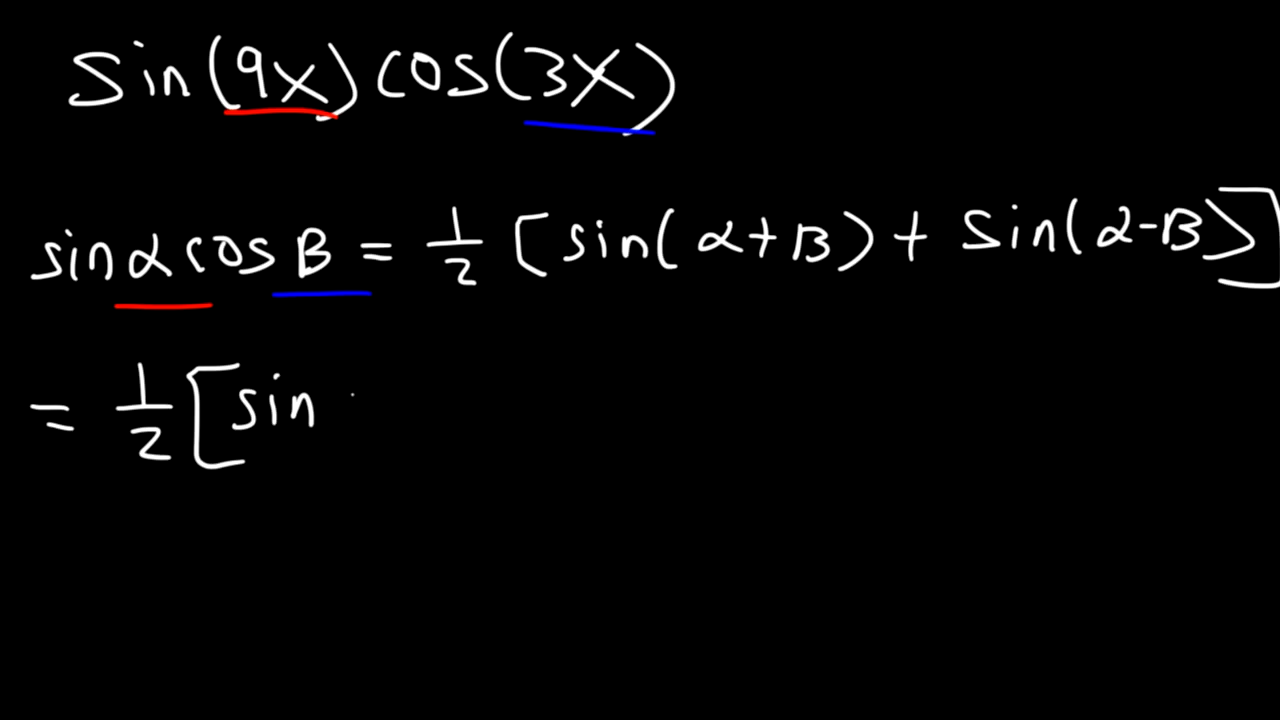 sin(9x)cos(3x)
sin α cos B = 1/2 [sin(α+B) + sin(α-B)]
= 1/2 [sin